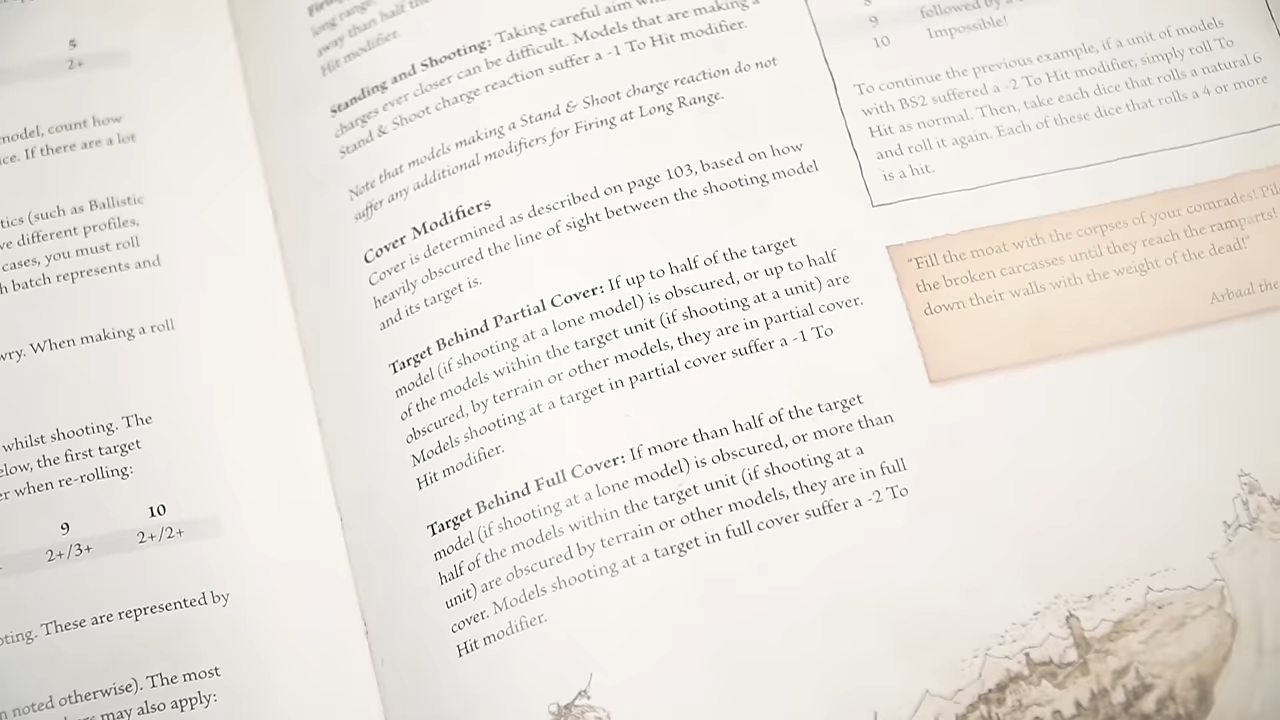 5
2+
model, count how
ice. If there are a lot
tics (such as Ballistic
ve different profiles,
cases, you must roll
h batch represents and
wry. When making a roll
whilst shooting. The
elow, the first target
er when re-rolling:
9 10
2+/3+ 2+/2+
oting. These are represented by
n noted otherwise). The most
may also apply:
long range.
away than half the
Hit modifier.
Standing and Shooting: Taking careful aim
charges ever closer can be difficult. Models that are making a
Stand & Shoot charge reaction suffer a -1 To Hit modifier.
Note that models making a Stand & Shoot charge reaction do not
suffer any additional modifiers for Firing at Long Range.
Cover Modifiers
Cover is determined as described on page 103, based on how
heavily obscured the line of sight between the shooting model
and its target is.
Target Behind Partial Cover: If up to half of the target
model (if shooting at a lone model) is obscured, or up to half
of the models within the target unit (if shooting at a unit) are
obscured, by terrain or other models, they are in partial cover.
Models shooting at a target in partial cover suffer a -1 To
Hit modifier.
Target Behind Full Cover: If more than half of the target
model (if shooting at a lone model) is obscured, or more than
half of the models within the target unit (if shooting at a
unit) are obscured by terrain or other models, they are in full
cover. Models shooting at a target in full cover suffer a -2 To
Hit modifier.
9 followed by a
10 Impossible!
To continue the previous example, if a unit of models
with BS2 suffered a -2 To Hit modifier, simply roll To
Hit as normal. Then, take each dice that rolls a natural 6
and roll it again. Each of these dice that rolls a 4 or more
is a hit.
"Fill the moat with the corpses of your comrades! Pil
the broken carcasses until they reach the ramparts!
down their walls with the weight of the dead!"
Arbaal the